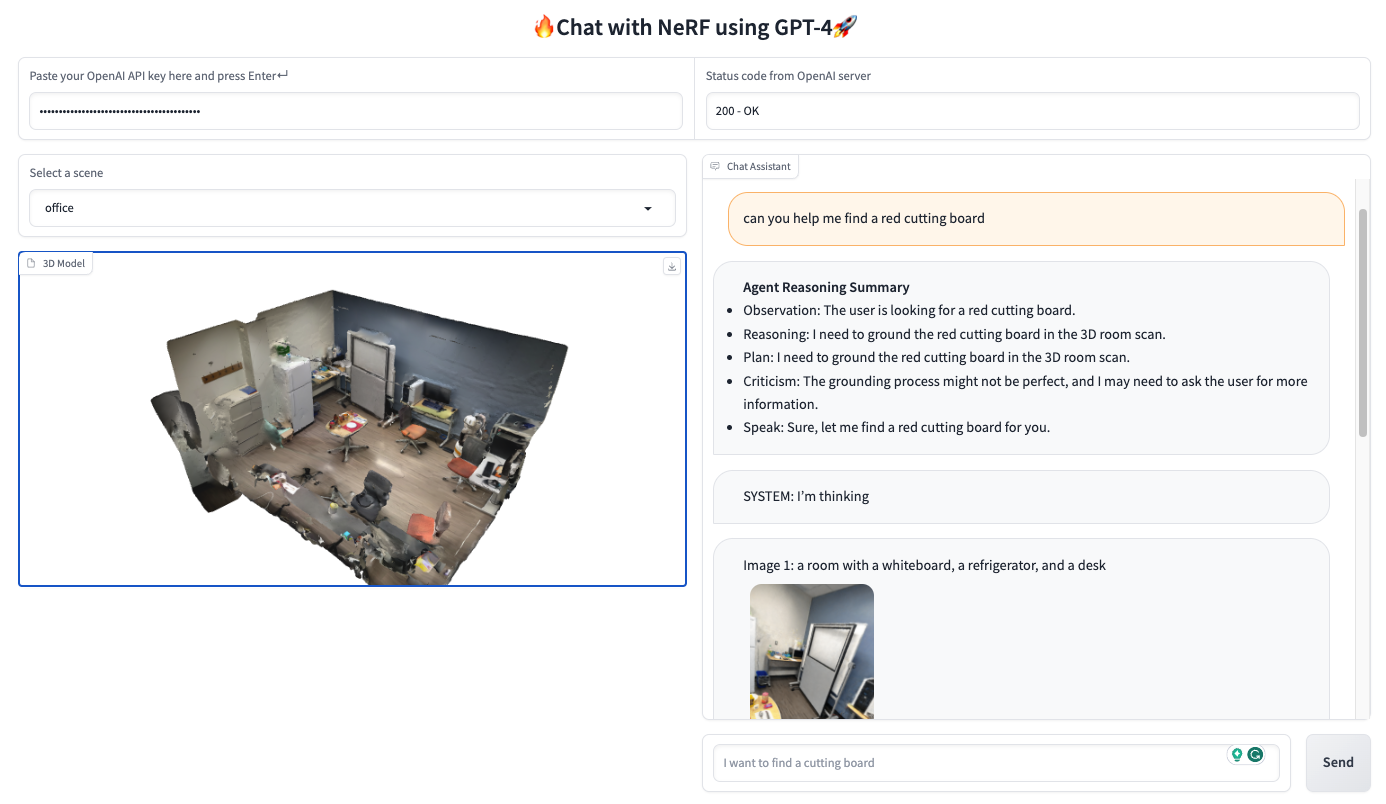 🔥Chat with NeRF using GPT-4🚀
Paste your OpenAI API key here and press Enter↵
••••••••••••••••••••••••••••••••••••••••••
Status code from OpenAI server
200 - OK
Select a scene
office
3D Model
Chat Assistant
can you help me find a red cutting board
Agent Reasoning Summary
• Observation: The user is looking for a red cutting board.
• Reasoning: I need to ground the red cutting board in the 3D room scan.
• Plan: I need to ground the red cutting board in the 3D room scan.
• Criticism: The grounding process might not be perfect, and I may need to ask the user for more
information.
• Speak: Sure, let me find a red cutting board for you.
SYSTEM: I’m thinking
Image 1: a room with a whiteboard, a refrigerator, and a desk
I want to find a cutting board
Send